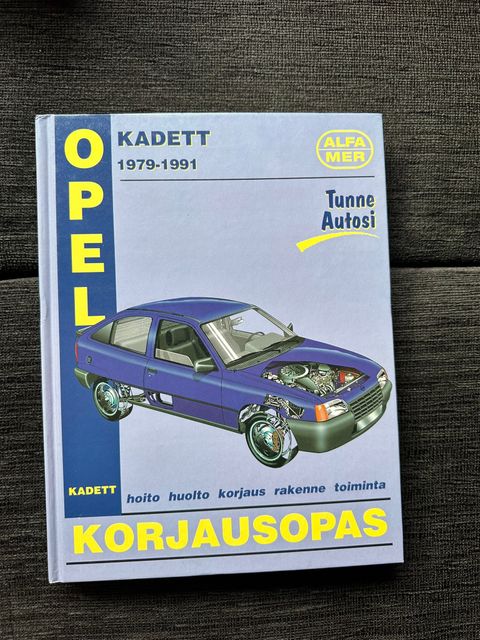 OPEL
KADETT
1979-1991
ALFA
MER
Tunne
Autosi
KADETT
hoito huolto korjaus rakenne toiminta
KORJAUSOPAS